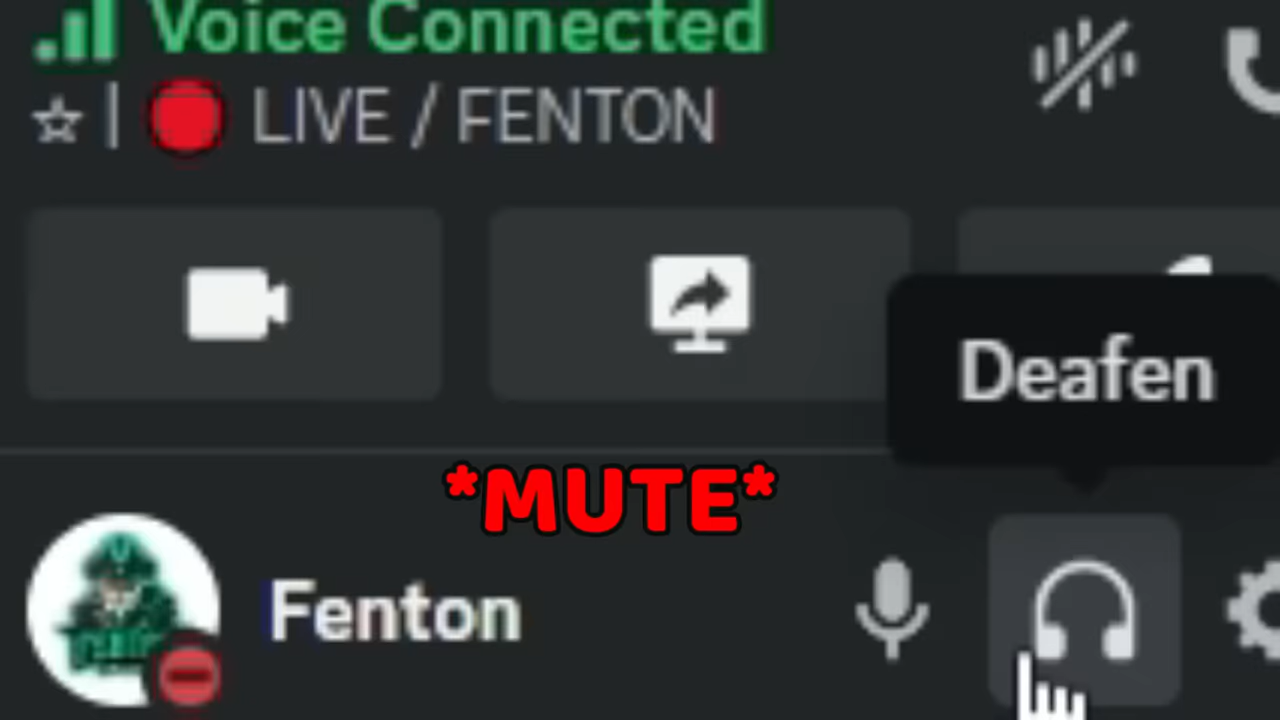 Voice Connected
☆ | 🔴 LIVE / FENTON
Deafen
*MUTE*
Fenton